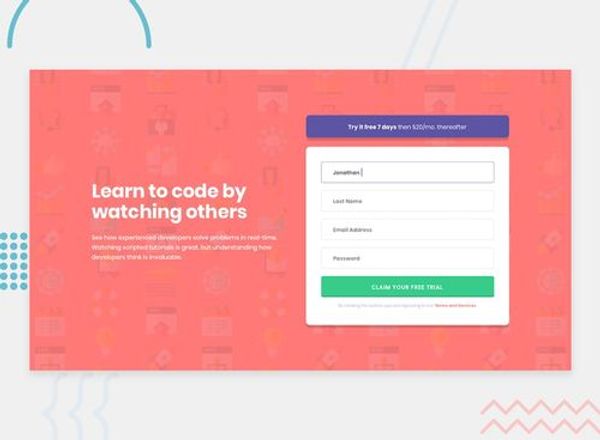 Try it free 7 days then $20/mo. thereafter
Learn to code by
watching others
See how experienced developers solve problems in real-time.
Watching scripted tutorials is great, but understanding how
developers think is invaluable.
Jonathan
Last Name
Email Address
Password
CLAIM YOUR FREE TRIAL
By clicking the button, you are agreeing to our Terms and Services